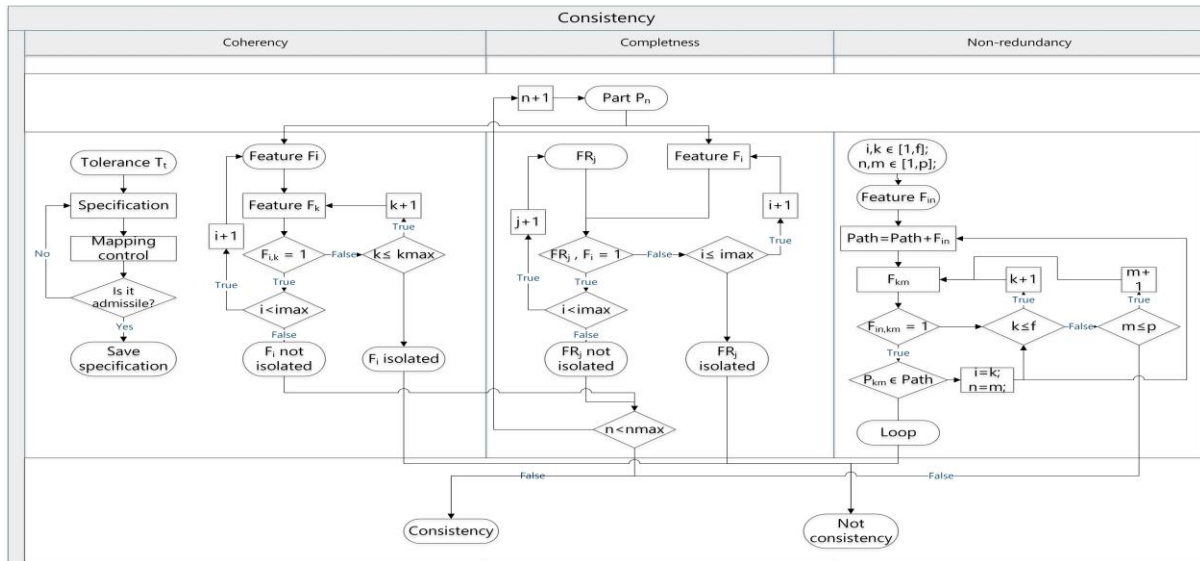 Consistency
Coherency
Completness
Non-redundancy
n+1
Part Pₙ
Tolerance Tₜ
Specification
Mapping
control
No
Is it
admissile?
Yes
Save
specification
Feature Fi
Feature Fₖ
k+1
i+1
True
Fᵢ,ₖ = 1
False
k≤ kmax
True
True
i<imax
False
Fᵢ not
isolated
Fᵢ isolated
FRⱼ
Feature Fᵢ
j+1
i+1
FRⱼ , Fᵢ = 1
False
i≤ imax
True
True
True
i<imax
False
FRⱼ not
isolated
FRⱼ
isolated
n<nmax
i,k ϵ [1,f];
n,m ϵ [1,p];
Feature Fᵢₙ
Path=Path+Fᵢₙ
Fₖₘ
k+1
m+
1
True
True
Fᵢₙ,ₖₘ = 1
k≤f
False
m≤p
True
Pₖₘ ϵ Path
i=k;
n=m;
Loop
False
False
Consistency
Not
consistency